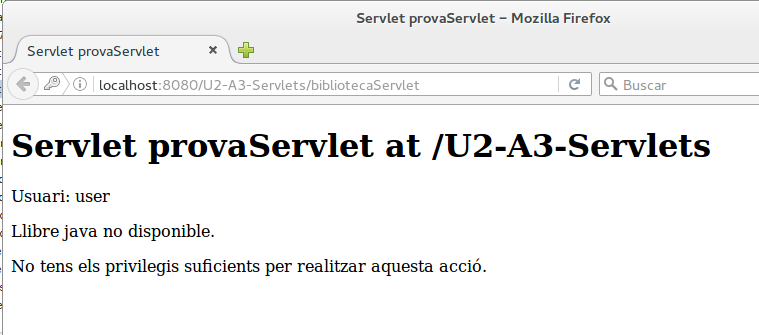 Servlet provaServlet - Mozilla Firefox
Servlet provaServlet
localhost:8080/U2-A3-Servlets/bibliotecaServlet
Buscar
Servlet provaServlet at /U2-A3-Servlets
Usuari: user
Llibre java no disponible.
No tens els privilegis suficients per realitzar aquesta acció.